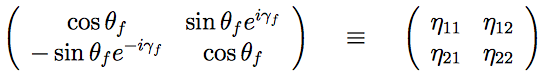 ( cos θ_f   sin θ_f e^{iγ_f} )   ≡   ( η_11   η_12 )
( − sin θ_f e^{−iγ_f}   cos θ_f )   ( η_21   η_22 )